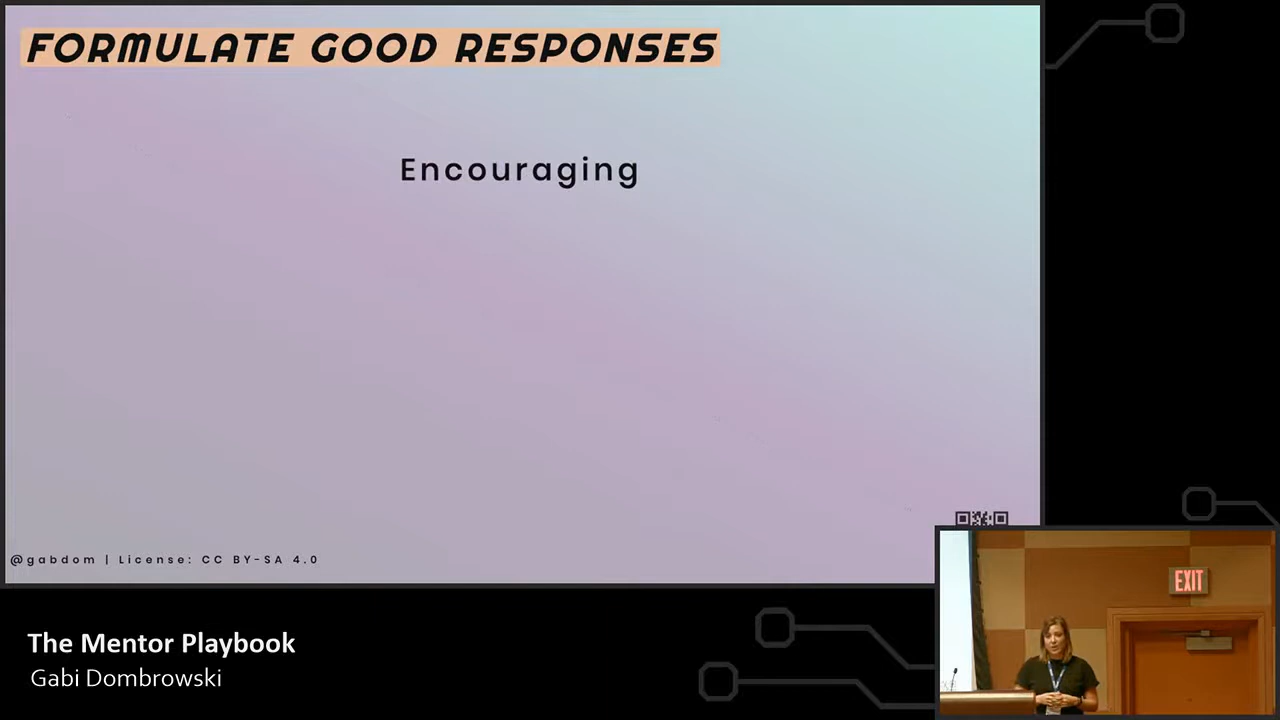 FORMULATE GOOD RESPONSES
Encouraging
@gabdom | License: CC BY-SA 4.0
EXIT
The Mentor Playbook
Gabi Dombrowski